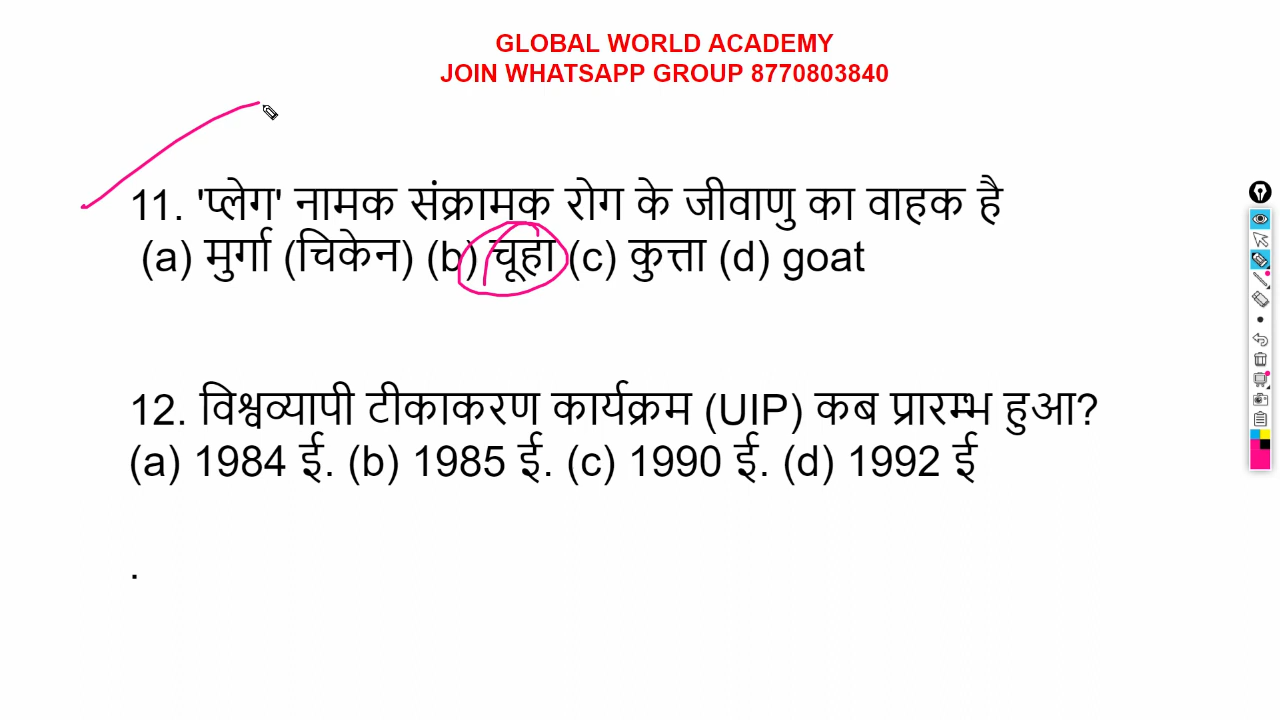 GLOBAL WORLD ACADEMY
JOIN WHATSAPP GROUP 8770803840
11. 'प्लेग' नामक संक्रामक रोग के जीवाणु का वाहक है
(a) मुर्गा (चिकेन) (b) चूहा (c) कुत्ता (d) goat
12. विश्वव्यापी टीकाकरण कार्यक्रम (UIP) कब प्रारम्भ हुआ?
(a) 1984 ई. (b) 1985 ई. (c) 1990 ई. (d) 1992 ई
.